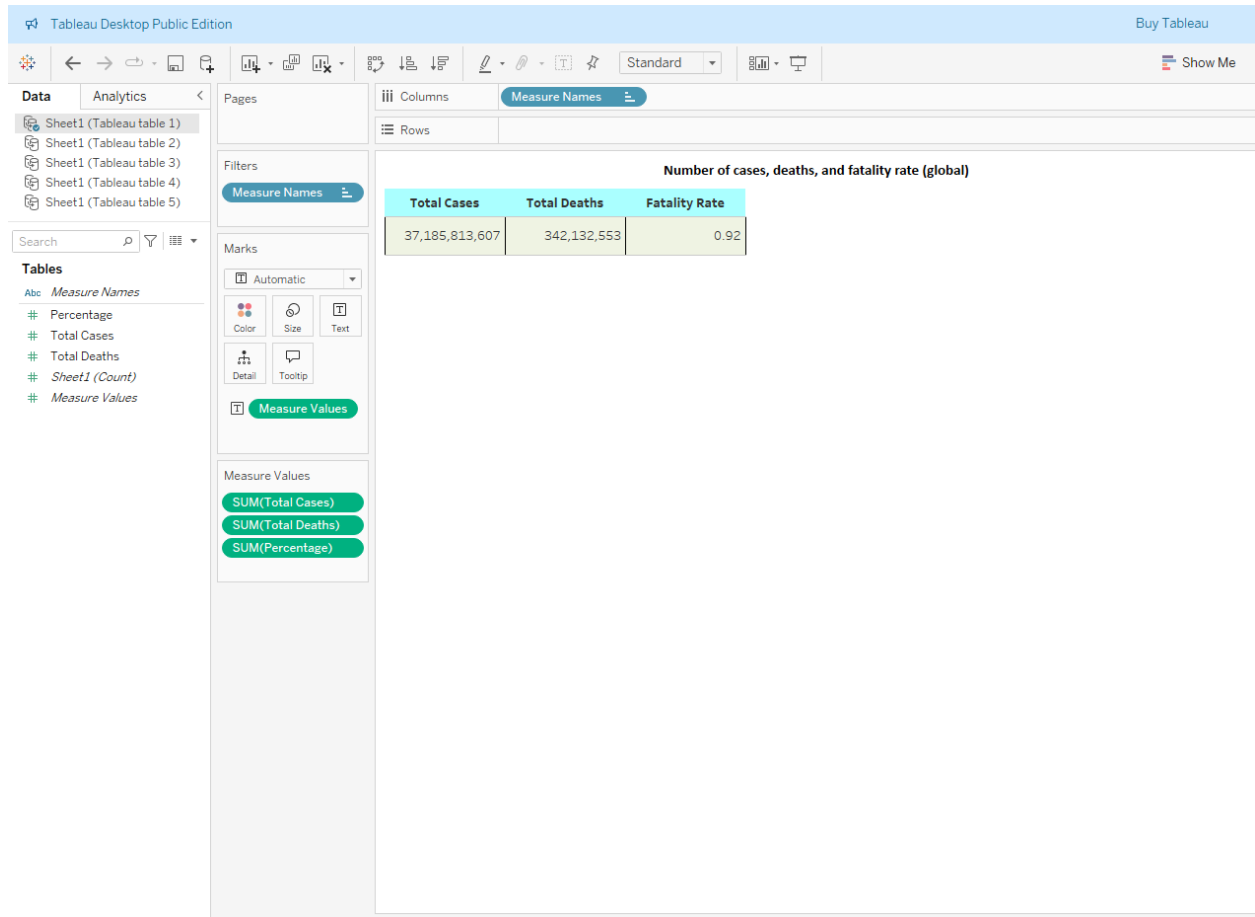 Tableau Desktop Public Edition
Buy Tableau
Standard
Show Me
Data Analytics
Sheet1 (Tableau table 1)
Sheet1 (Tableau table 2)
Sheet1 (Tableau table 3)
Sheet1 (Tableau table 4)
Sheet1 (Tableau table 5)
Search
Tables
Abc Measure Names
# Percentage
# Total Cases
# Total Deaths
# Sheet1 (Count)
# Measure Values
Pages
Filters
Measure Names
Marks
T Automatic
Color Size Text
Detail Tooltip
T Measure Values
Measure Values
SUM(Total Cases)
SUM(Total Deaths)
SUM(Percentage)
iii Columns Measure Names
Rows
Number of cases, deaths, and fatality rate (global)
Total Cases Total Deaths Fatality Rate
37,185,813,607 342,132,553 0.92